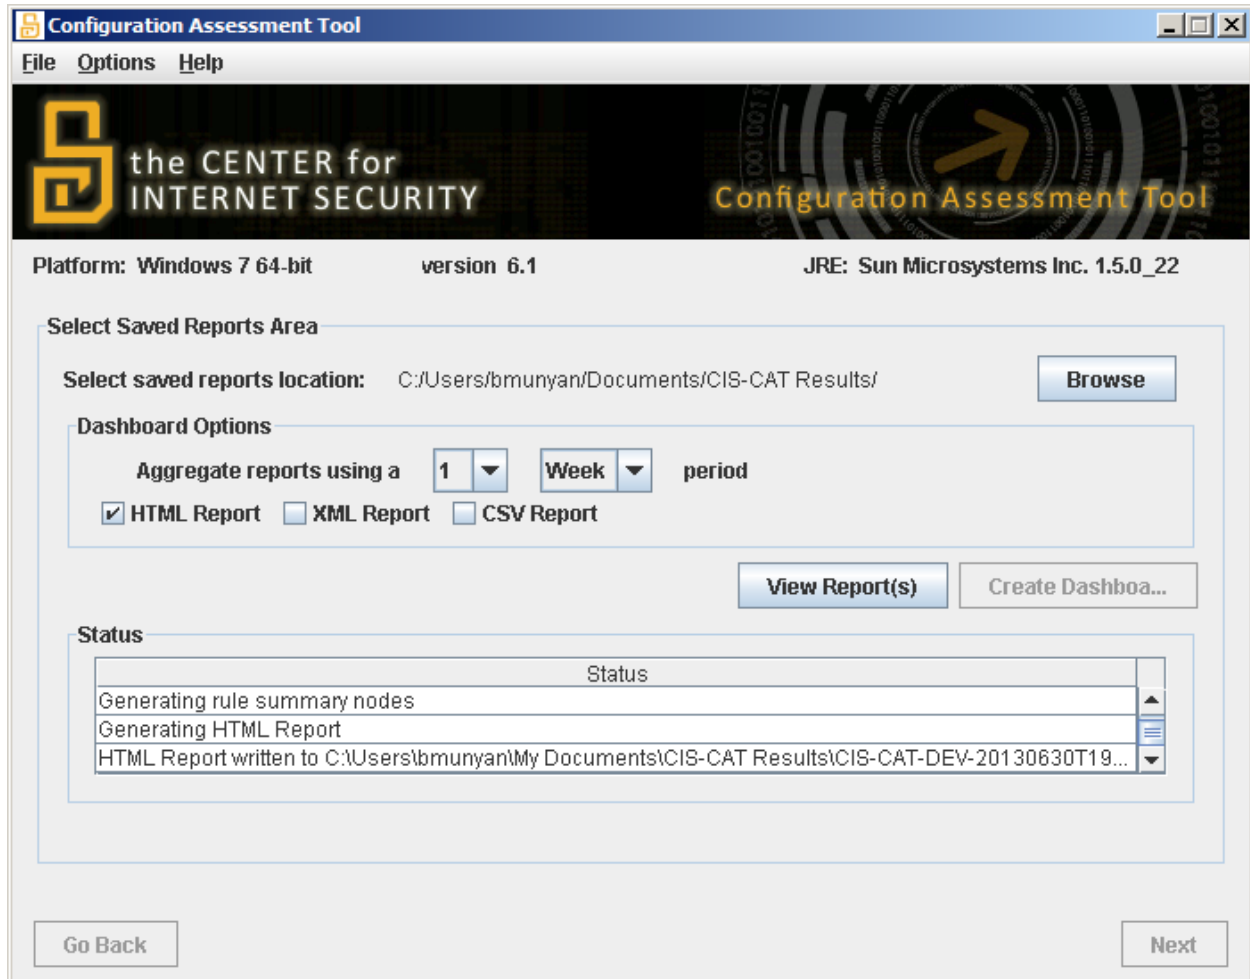 Configuration Assessment Tool
File Options Help
the CENTER for
INTERNET SECURITY
Configuration Assessment Tool
Platform: Windows 7 64-bit version 6.1 JRE: Sun Microsystems Inc. 1.5.0_22
Select Saved Reports Area
Select saved reports location: C:/Users/bmunyan/Documents/CIS-CAT Results/ Browse
Dashboard Options
Aggregate reports using a 1 Week period
HTML Report XML Report CSV Report
View Report(s) Create Dashboa...
Status
Status
Generating rule summary nodes
Generating HTML Report
HTML Report written to C:\Users\bmunyan\My Documents\CIS-CAT Results\CIS-CAT-DEV-20130630T19...
Go Back Next